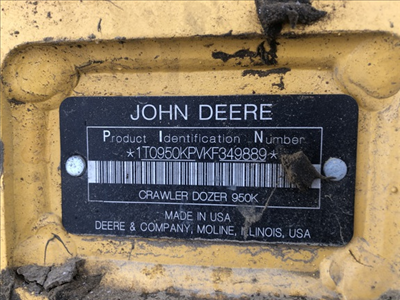 JOHN DEERE
Product Identification Number
*1T0950KPVKF349889*
CRAWLER DOZER 950K
MADE IN USA
DEERE & COMPANY, MOLINE, ILLINOIS, USA